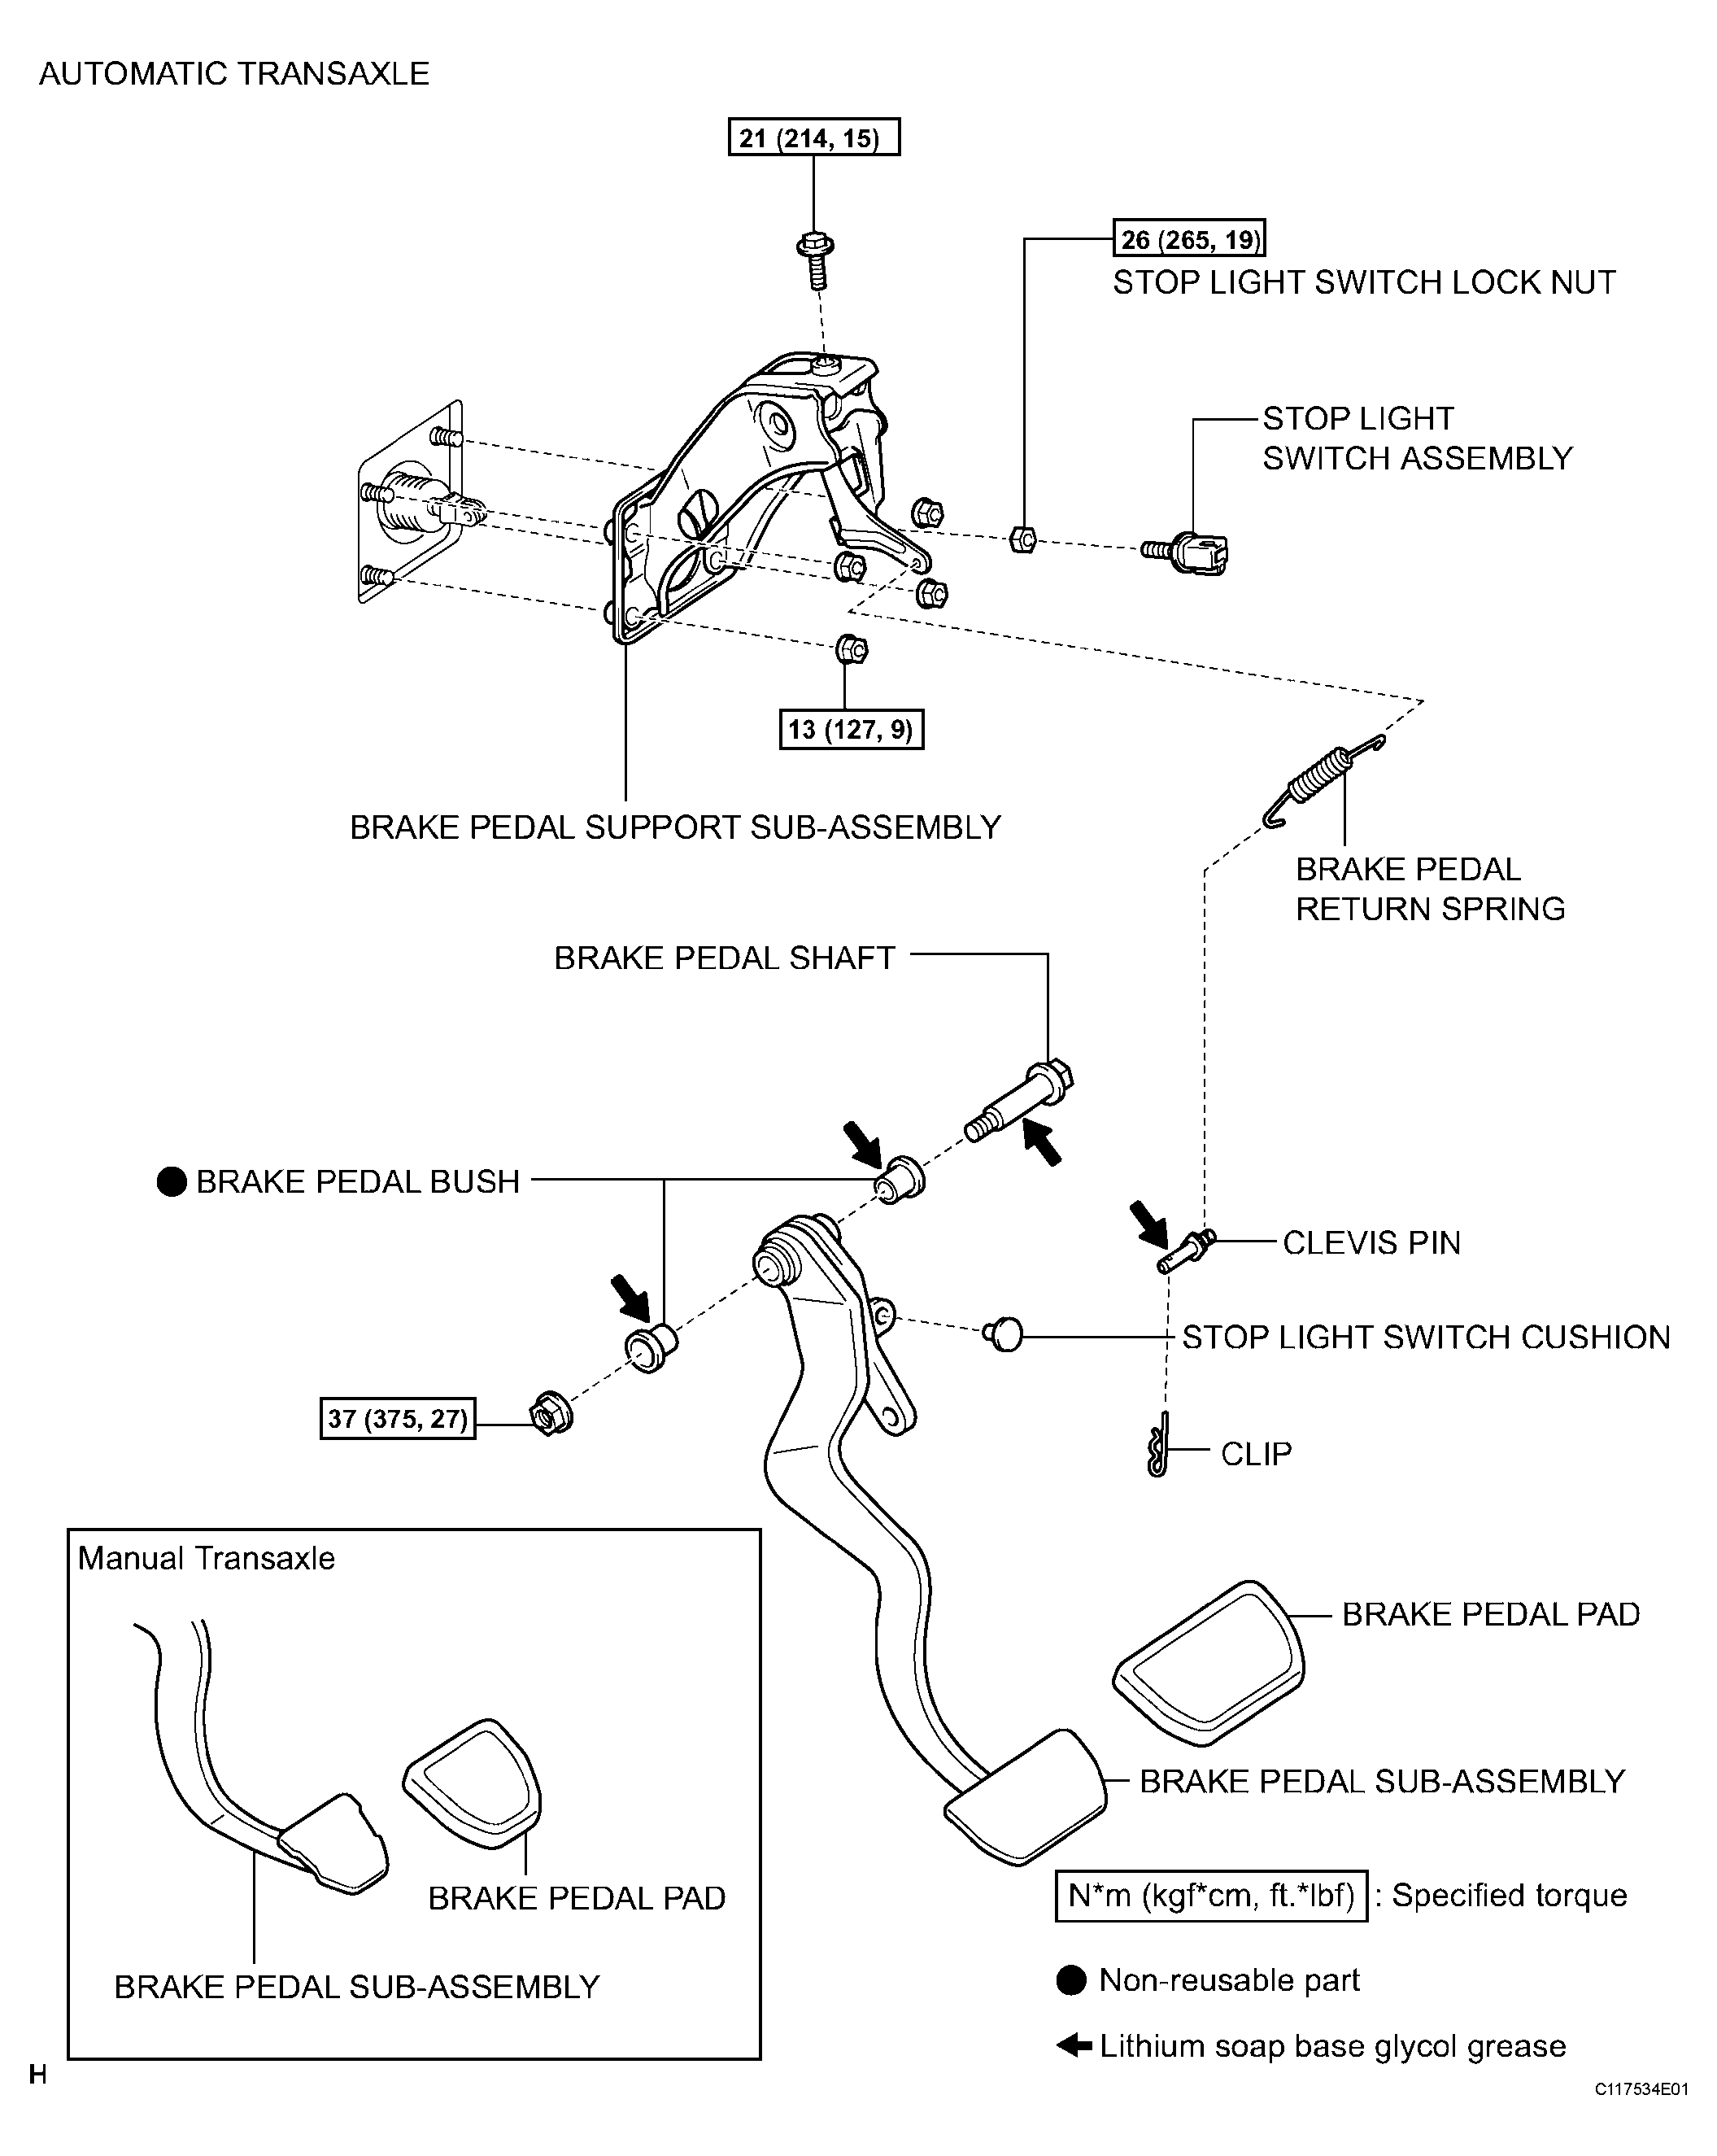 AUTOMATIC TRANSAXLE
21 (214, 15)
26 (265, 19)
STOP LIGHT SWITCH LOCK NUT
STOP LIGHT
SWITCH ASSEMBLY
13 (127, 9)
BRAKE PEDAL SUPPORT SUB-ASSEMBLY
BRAKE PEDAL
RETURN SPRING
BRAKE PEDAL SHAFT
BRAKE PEDAL BUSH
CLEVIS PIN
STOP LIGHT SWITCH CUSHION
37 (375, 27)
CLIP
Manual Transaxle
BRAKE PEDAL PAD
BRAKE PEDAL SUB-ASSEMBLY
BRAKE PEDAL PAD
BRAKE PEDAL SUB-ASSEMBLY
N*m (kgf*cm, ft.*lbf) : Specified torque
Non-reusable part
Lithium soap base glycol grease
H
C117534E01